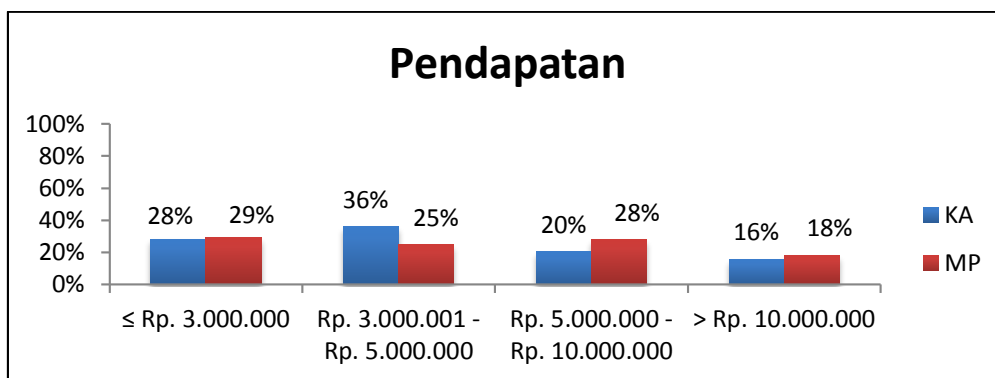 Pendapatan
100%
80%
60%
40%
20%
0%
28%
29%
36%
25%
20%
28%
16%
18%
≤ Rp. 3.000.000
Rp. 3.000.001 -
Rp. 5.000.000
Rp. 5.000.000 -
Rp. 10.000.000
> Rp. 10.000.000
KA
MP